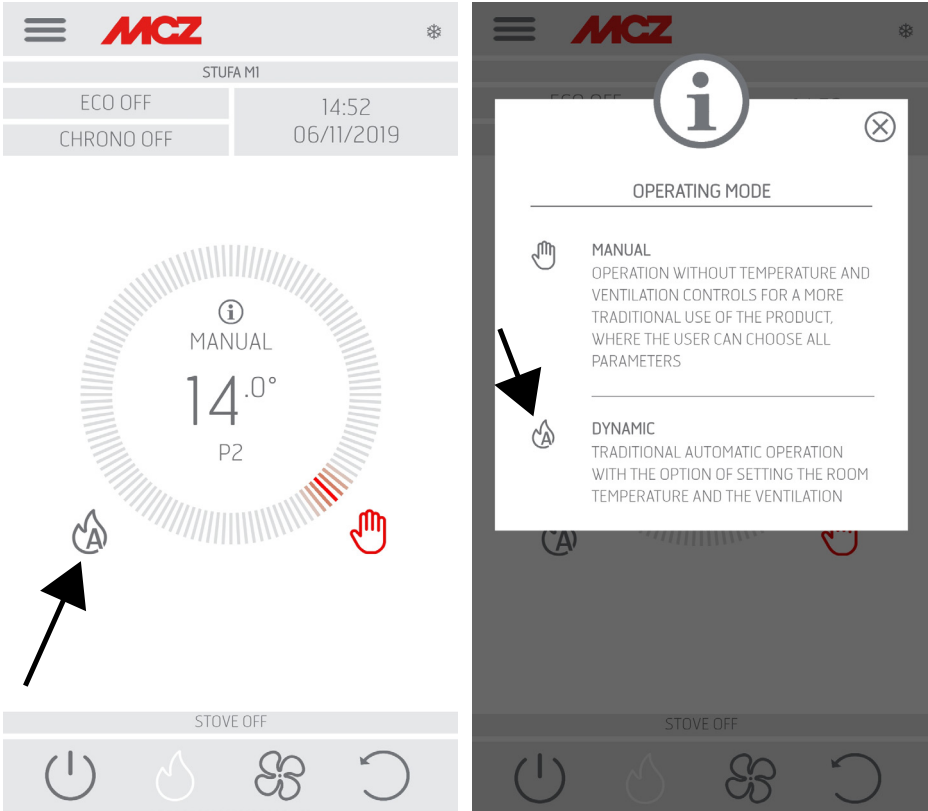 MCZ
STUFA M1
ECO OFF
CHRONO OFF
14:52
06/11/2019
MANUAL
14.0°
P2
A
STOVE OFF
MCZ
ECO OFF
OPERATING MODE
MANUAL
OPERATION WITHOUT TEMPERATURE AND
VENTILATION CONTROLS FOR A MORE
TRADITIONAL USE OF THE PRODUCT,
WHERE THE USER CAN CHOOSE ALL
PARAMETERS
A
DYNAMIC
TRADITIONAL AUTOMATIC OPERATION
WITH THE OPTION OF SETTING THE ROOM
TEMPERATURE AND THE VENTILATION
A
STOVE OFF